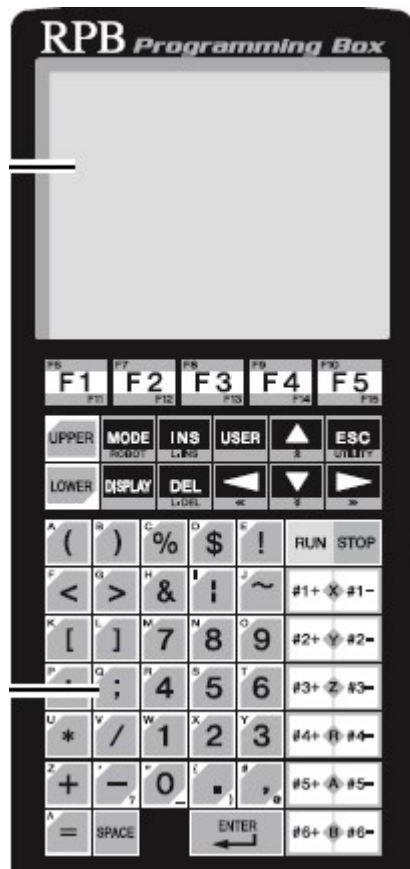 RPB Programming Box
F6 F7 F8 F9 F10
F1 F2 F3 F4 F5
F11 F12 F13 F14 F15
UPPER MODE INS USER ▲ ESC
ROBOT L.INS UTILITY
LOWER DISPLAY DEL ◀ ▼ ▶
L.DEL
A B C D E
( ) % $ ! RUN STOP
F G H I J
< > & ¦ ~ #1+ X #1-
K L M N O
[ ] 7 8 9 #2+ Y #2-
P Q R S T
: ; 4 5 6 #3+ Z #3-
U V W X Y
* / 1 2 3 #4+ R #4-
Z ' " { #
+ - 0 . , #5+ A #5-
? _ } @
^
= SPACE ENTER #6+ B #6-